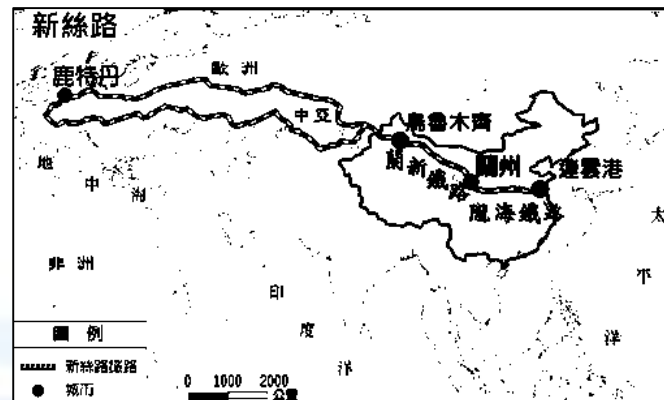 新絲路
鹿特丹
歐洲
中亞
烏魯木齊
蘭新鐵路
蘭州
連雲港
隴海鐵路
地中海
非洲
印度洋
太平洋
圖例
新絲路鐵路
城市
0 1000 2000
公里